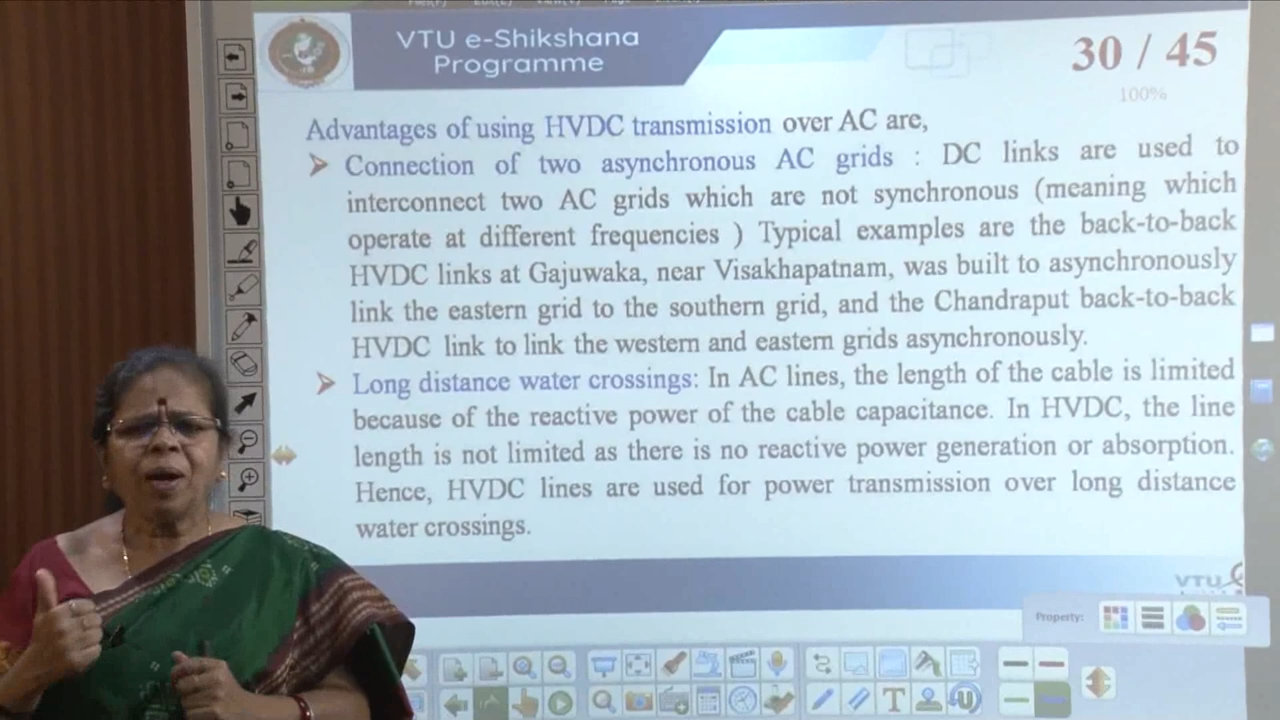 VTU e-Shikshana
Programme
30 / 45
100%
Advantages of using HVDC transmission over AC are,
Connection of two asynchronous AC grids : DC links are used to
interconnect two AC grids which are not synchronous (meaning which
operate at different frequencies ) Typical examples are the back-to-back
HVDC links at Gajuwaka, near Visakhapatnam, was built to asynchronously
link the eastern grid to the southern grid, and the Chandraput back-to-back
HVDC link to link the western and eastern grids asynchronously.
Long distance water crossings: In AC lines, the length of the cable is limited
because of the reactive power of the cable capacitance. In HVDC, the line
length is not limited as there is no reactive power generation or absorption.
Hence, HVDC lines are used for power transmission over long distance
water crossings.
VTU
Property: